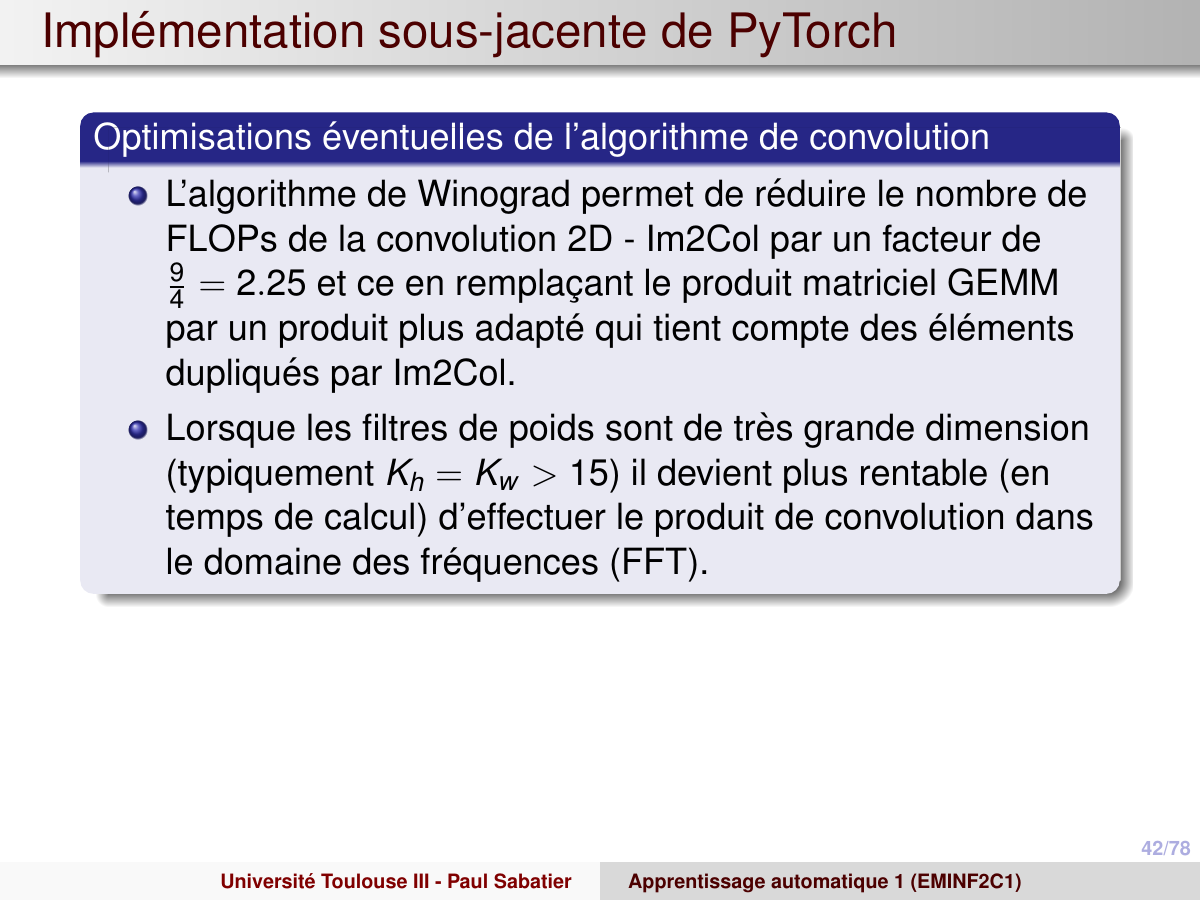 Implémentation sous-jacente de PyTorch
Optimisations éventuelles de l'algorithme de convolution
L'algorithme de Winograd permet de réduire le nombre de
FLOPs de la convolution 2D - Im2Col par un facteur de
9/4 = 2.25 et ce en remplaçant le produit matriciel GEMM
par un produit plus adapté qui tient compte des éléments
dupliqués par Im2Col.
Lorsque les filtres de poids sont de très grande dimension
(typiquement K_h = K_w > 15) il devient plus rentable (en
temps de calcul) d'effectuer le produit de convolution dans
le domaine des fréquences (FFT).
42/78
Université Toulouse III - Paul Sabatier
Apprentissage automatique 1 (EMINF2C1)